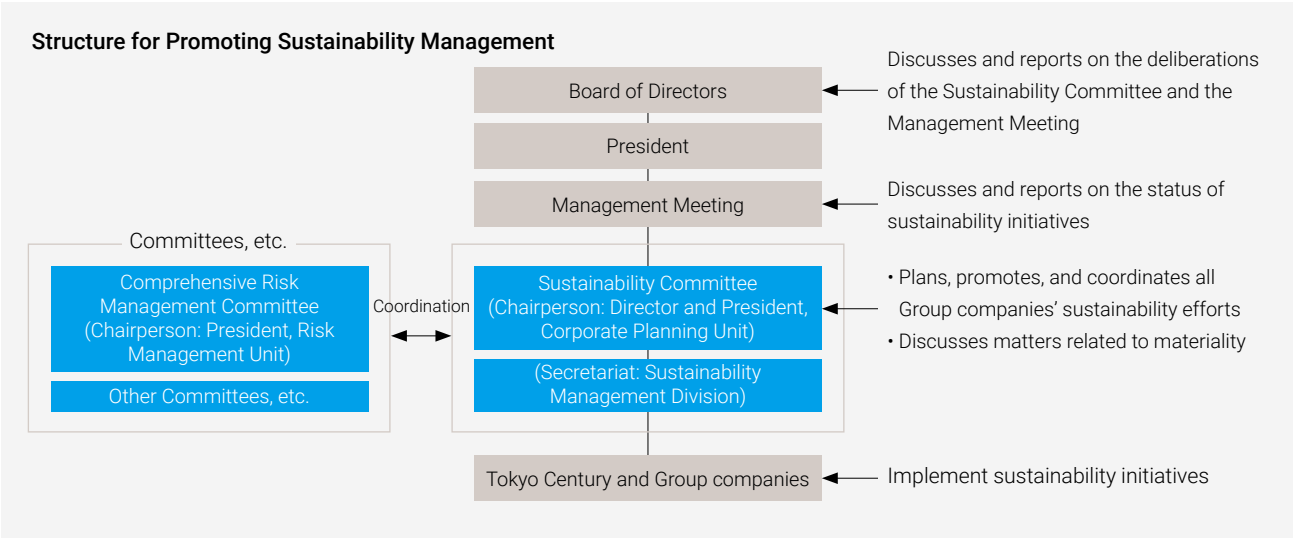 Structure for Promoting Sustainability Management
Board of Directors
Discusses and reports on the deliberations
of the Sustainability Committee and the
Management Meeting
President
Management Meeting
Discusses and reports on the status of
sustainability initiatives
Committees, etc.
Comprehensive Risk
Management Committee
(Chairperson: President, Risk
Management Unit)
Other Committees, etc.
Coordination
Sustainability Committee
(Chairperson: Director and President,
Corporate Planning Unit)
(Secretariat: Sustainability
Management Division)
• Plans, promotes, and coordinates all
Group companies’ sustainability efforts
• Discusses matters related to materiality
Tokyo Century and Group companies
Implement sustainability initiatives